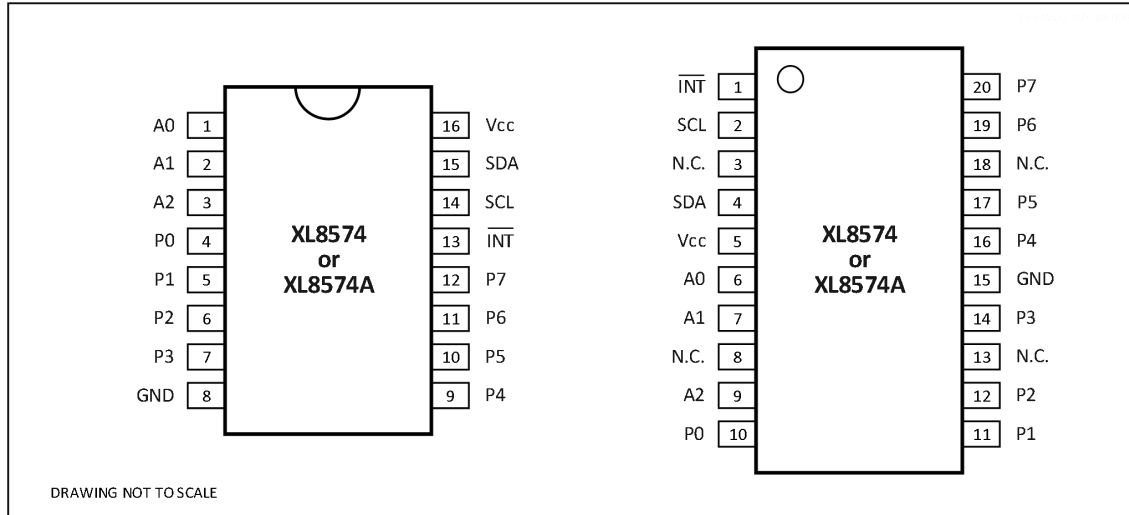 A0 1 16 Vcc
A1 2 15 SDA
A2 3 14 SCL
P0 4 13 I̅N̅T̅
P1 5 12 P7
P2 6 11 P6
P3 7 10 P5
GND 8 9 P4
XL8574
or
XL8574A
I̅N̅T̅ 1 20 P7
SCL 2 19 P6
N.C. 3 18 N.C.
SDA 4 17 P5
Vcc 5 16 P4
A0 6 15 GND
A1 7 14 P3
N.C. 8 13 N.C.
A2 9 12 P2
P0 10 11 P1
XL8574
or
XL8574A
DRAWING NOT TO SCALE